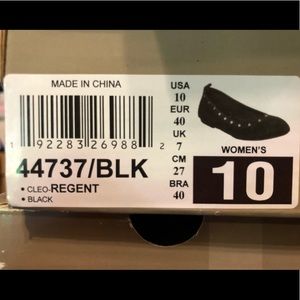 MADE IN CHINA
1 92283 26988 2
44737/BLK
• CLEO-REGENT
• BLACK
USA
10
EUR
40
UK
7
CM
27
BRA
40
WOMEN'S
10